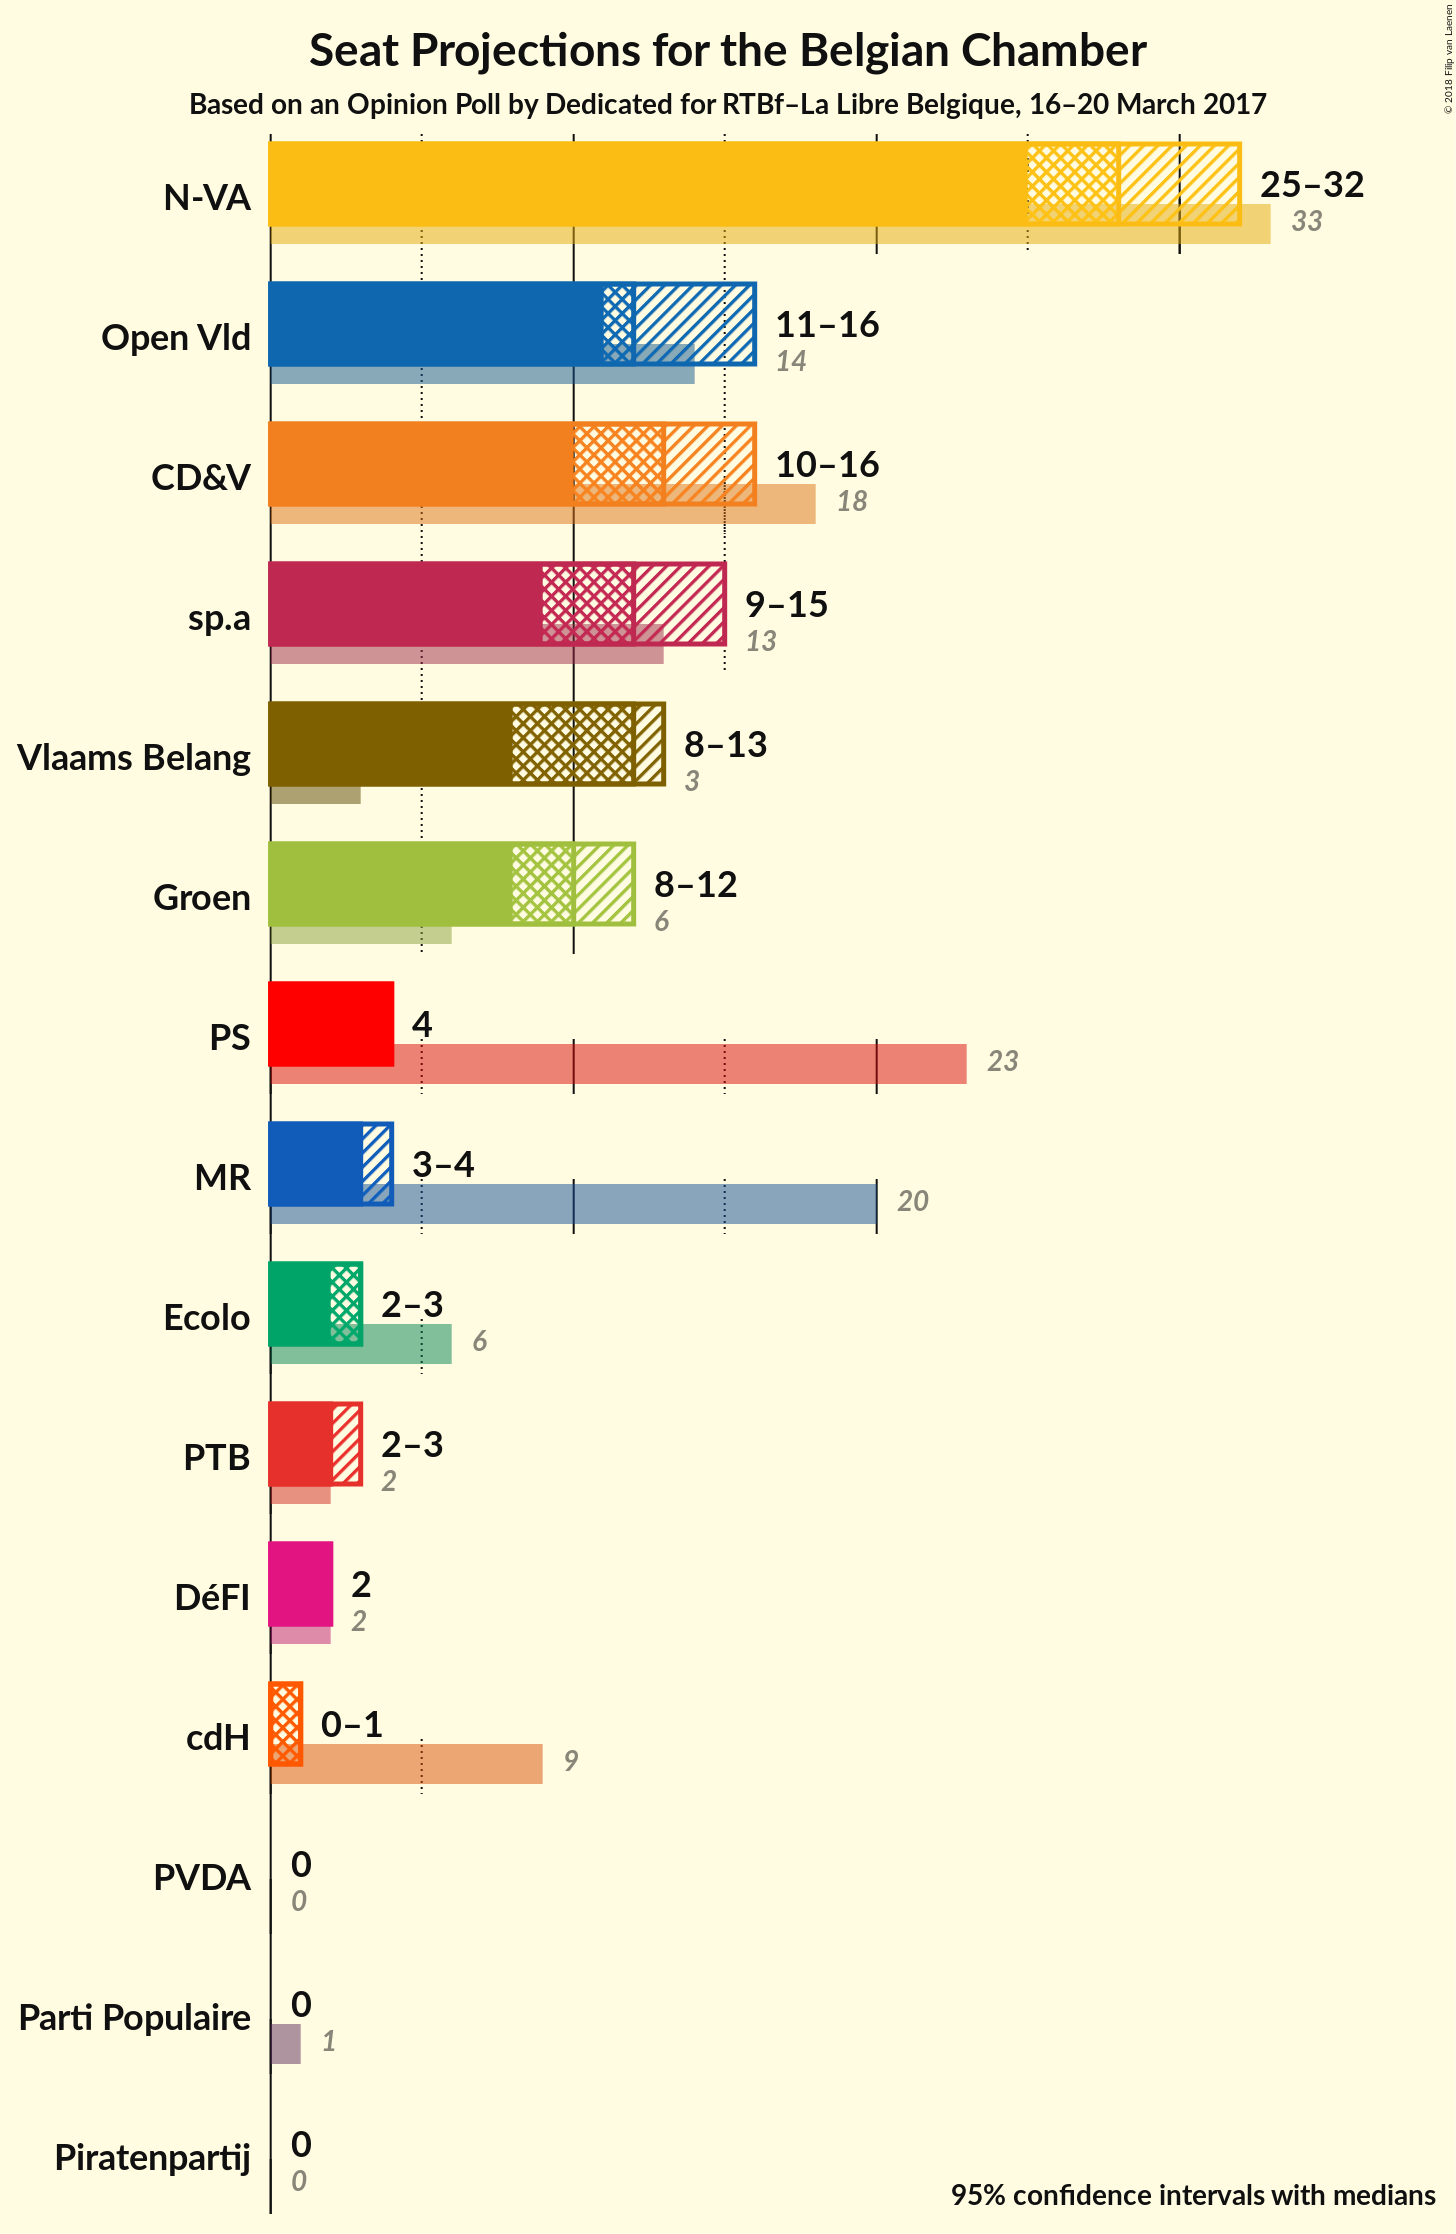 Seat Projections for the Belgian Chamber
Based on an Opinion Poll by Dedicated for RTBf–La Libre Belgique, 16–20 March 2017
© 2018 Filip van Laenen
N-VA
25–32
33
Open Vld
11–16
14
CD&V
10–16
18
sp.a
9–15
13
Vlaams Belang
8–13
3
Groen
8–12
6
PS
4
23
MR
3–4
20
Ecolo
2–3
6
PTB
2–3
2
DéFI
2
2
cdH
0–1
9
PVDA
0
0
Parti Populaire
0
1
Piratenpartij
0
0
95% confidence intervals with medians